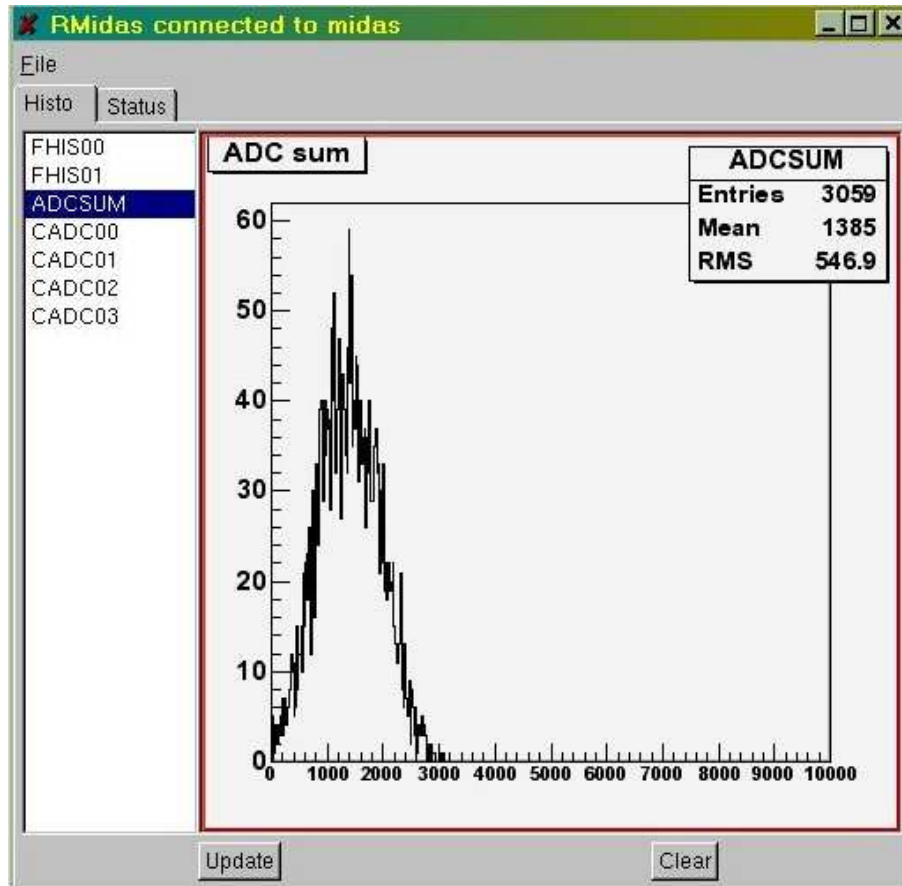 RMidas connected to midas
File
Histo Status
FHIS00
FHIS01
ADCSUM
CADC00
CADC01
CADC02
CADC03
ADC sum
ADCSUM
Entries 3059
Mean 1385
RMS 546.9
60
50
40
30
20
10
0
0 1000 2000 3000 4000 5000 6000 7000 8000 9000 10000
Update Clear